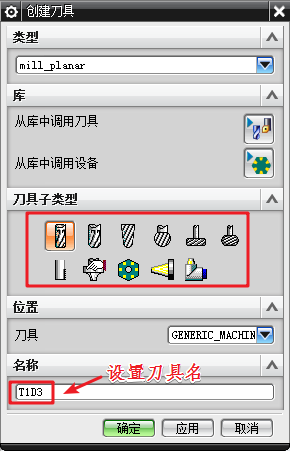 创建刀具
类型
mill_planar
库
从库中调用刀具
从库中调用设备
刀具子类型
位置
刀具
GENERIC_MACHIN
名称
设置刀具名
T1D3
确定
应用
取消